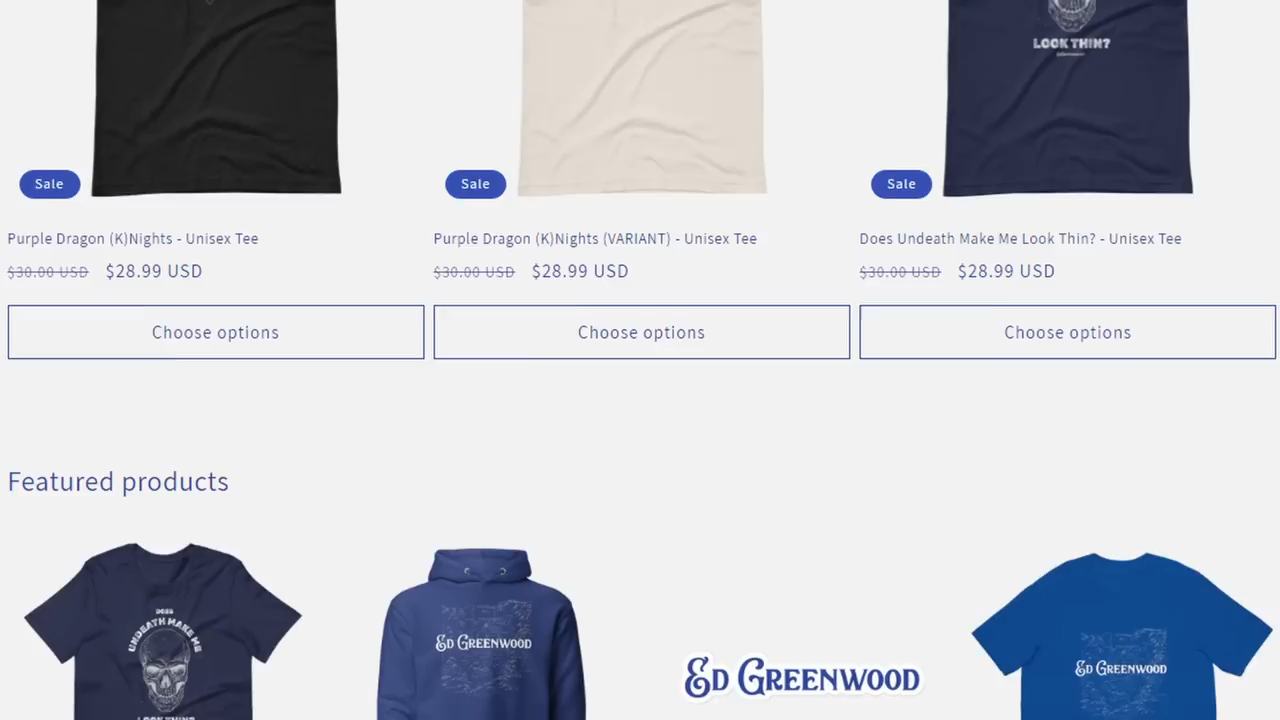 LOOK THIN?
Sale
Sale
Sale
Purple Dragon (K)Nights - Unisex Tee
Purple Dragon (K)Nights (VARIANT) - Unisex Tee
Does Undeath Make Me Look Thin? - Unisex Tee
$30.00 USD $28.99 USD
$30.00 USD $28.99 USD
$30.00 USD $28.99 USD
Choose options
Choose options
Choose options
Featured products
DOES
UNDEATH MAKE ME
LOOK THIN?
ED GREENWOOD
ED GREENWOOD
ED GREENWOOD